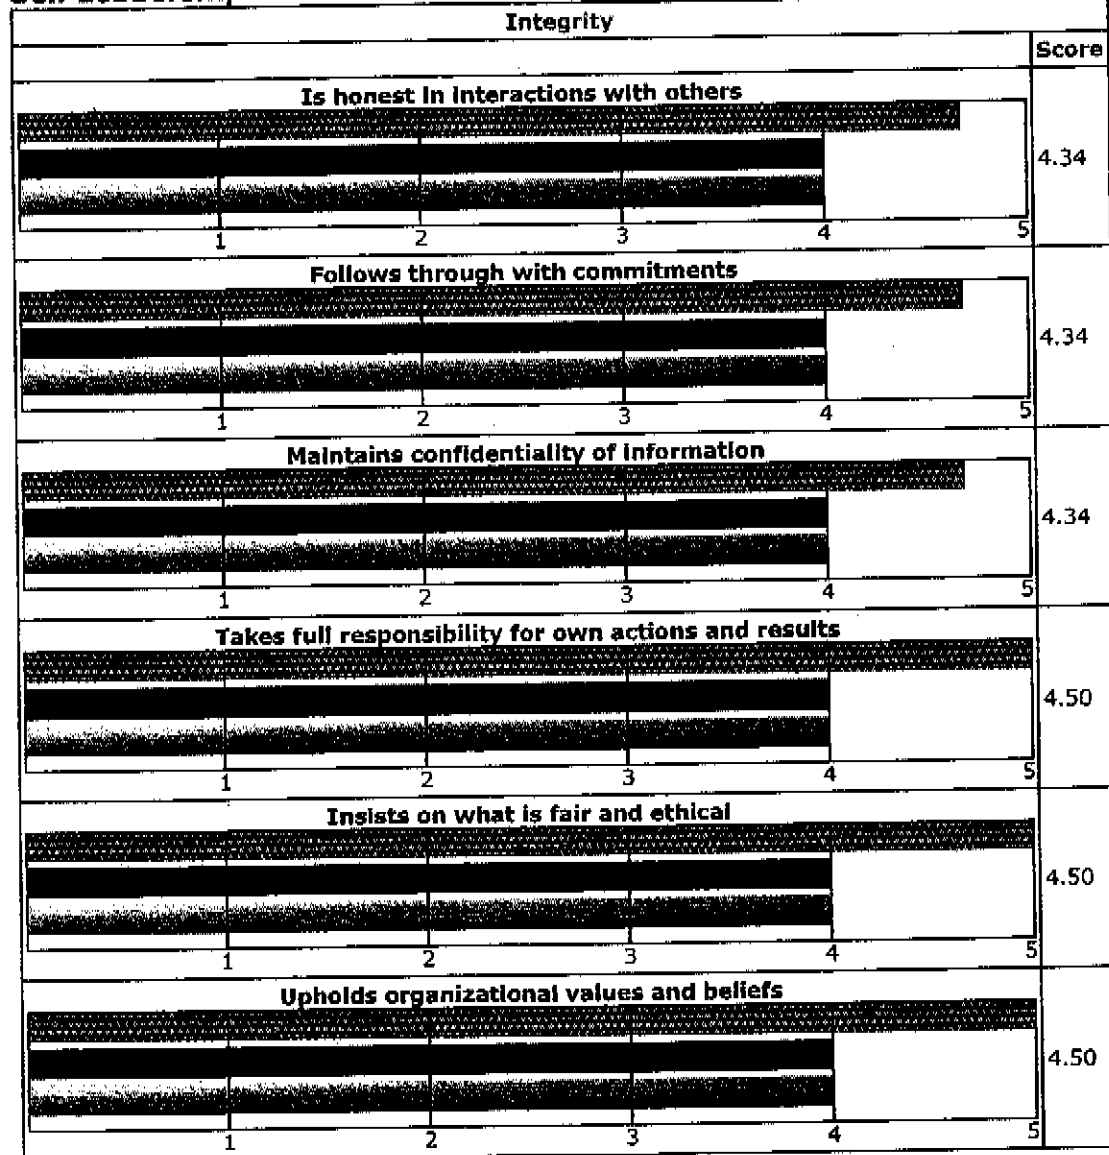 Integrity
Score
Is honest in interactions with others
4.34
1 2 3 4 5
Follows through with commitments
4.34
1 2 3 4 5
Maintains confidentiality of information
4.34
1 2 3 4 5
Takes full responsibility for own actions and results
4.50
1 2 3 4 5
Insists on what is fair and ethical
4.50
1 2 3 4 5
Upholds organizational values and beliefs
4.50
1 2 3 4 5